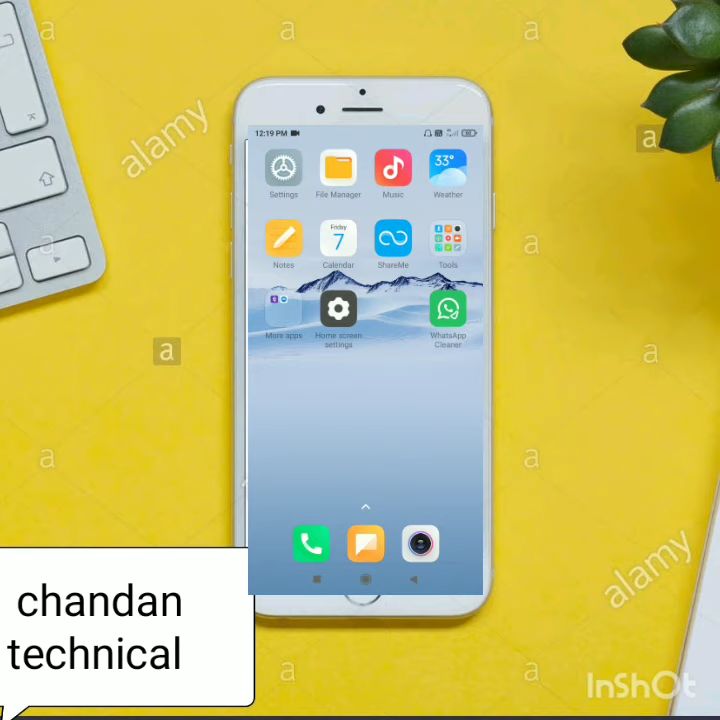 a
a
a
alamy
a
12:19 PM
33°
Settings
File Manager
Music
Weather
Friday
7
Notes
Calendar
ShareMe
Tools
a
a
More apps
Home screen settings
WhatsApp Cleaner
a
a
a
a
alamy
chandan
technical
a
a
InShOt